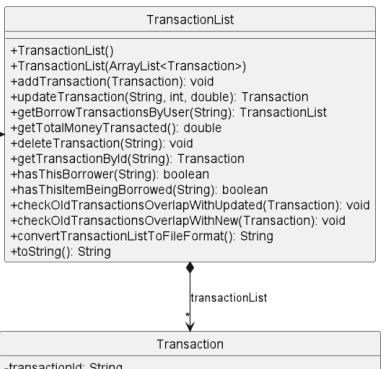 TransactionList
+TransactionList()
+TransactionList(ArrayList<Transaction>)
+addTransaction(Transaction): void
+updateTransaction(String, int, double): Transaction
+getBorrowTransactionsByUser(String): TransactionList
+getTotalMoneyTransacted(): double
+deleteTransaction(String): void
+getTransactionById(String): Transaction
+hasThisBorrower(String): boolean
+hasThisItemBeingBorrowed(String): boolean
+checkOldTransactionsOverlapWithUpdated(Transaction): void
+checkOldTransactionsOverlapWithNew(Transaction): void
+convertTransactionListToFileFormat(): String
+toString(): String
transactionList
*
Transaction
-transactionId: String